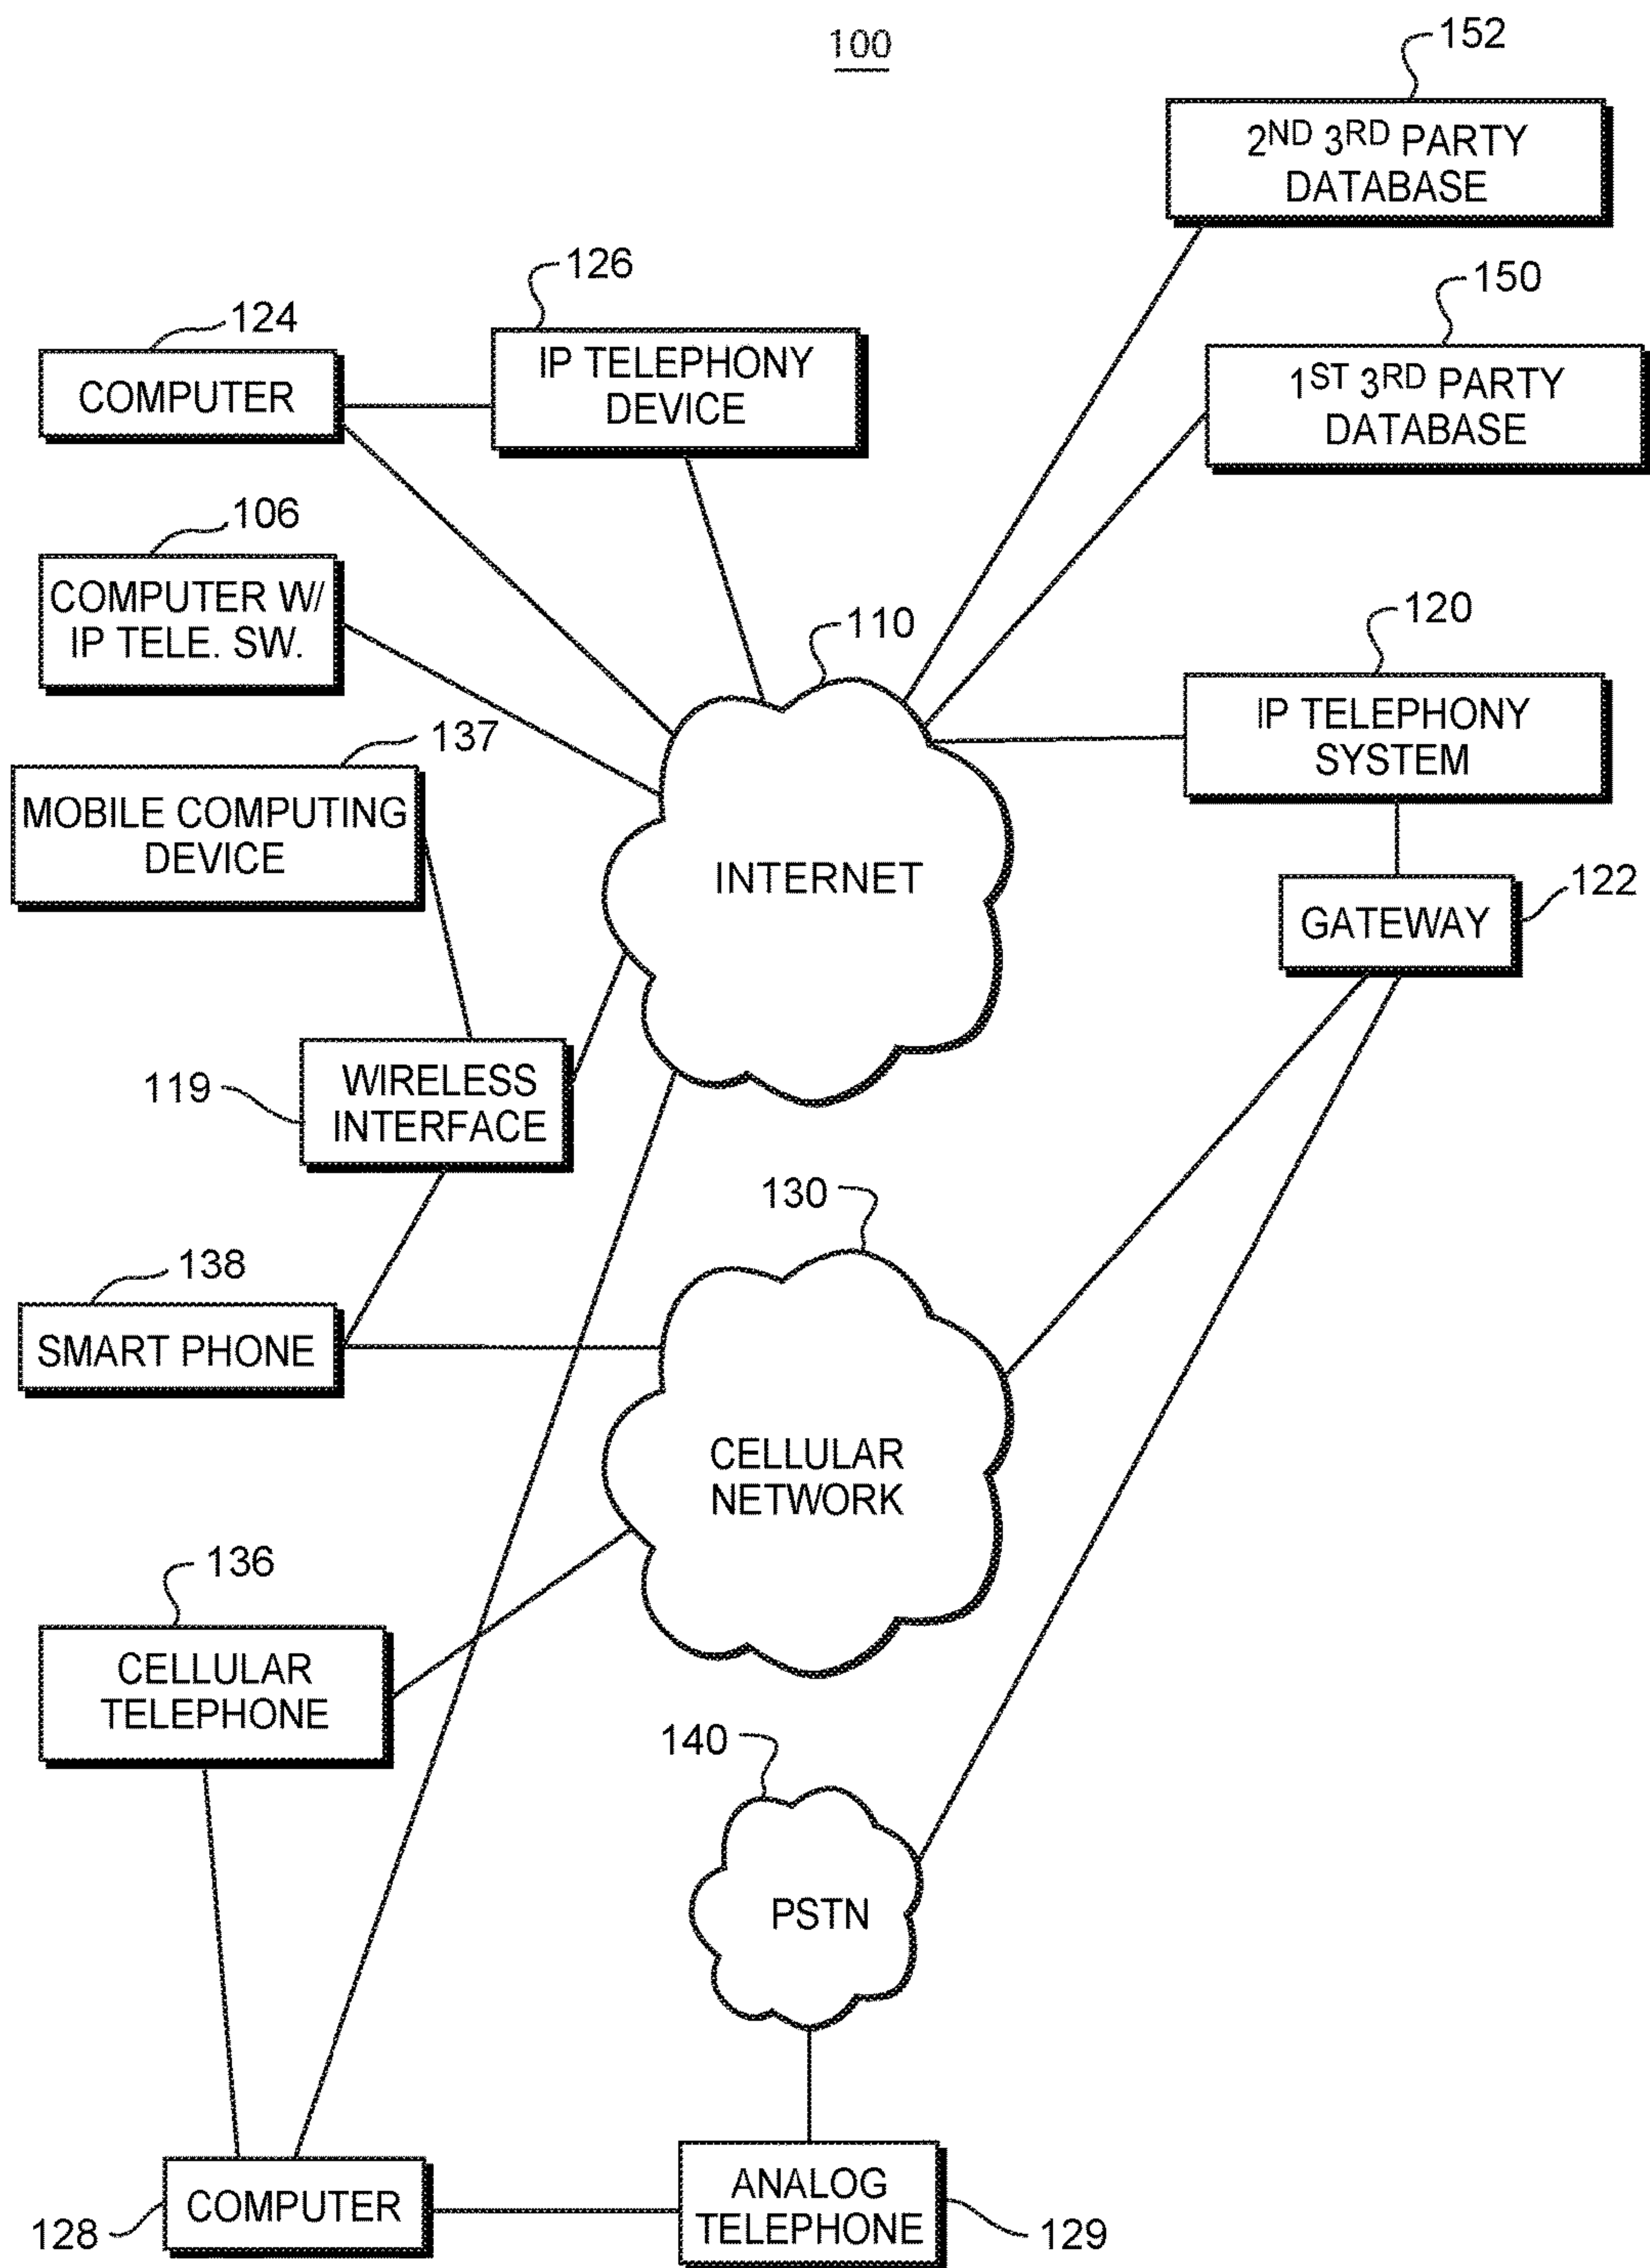 100
152
2ND 3RD PARTY
DATABASE
126
150
124
IP TELEPHONY
DEVICE
1ST 3RD PARTY
DATABASE
COMPUTER
106
COMPUTER W/
IP TELE. SW.
110
120
IP TELEPHONY
SYSTEM
137
MOBILE COMPUTING
DEVICE
INTERNET
122
GATEWAY
119
WIRELESS
INTERFACE
130
138
SMART PHONE
CELLULAR
NETWORK
136
CELLULAR
TELEPHONE
140
PSTN
128
COMPUTER
ANALOG
TELEPHONE
129